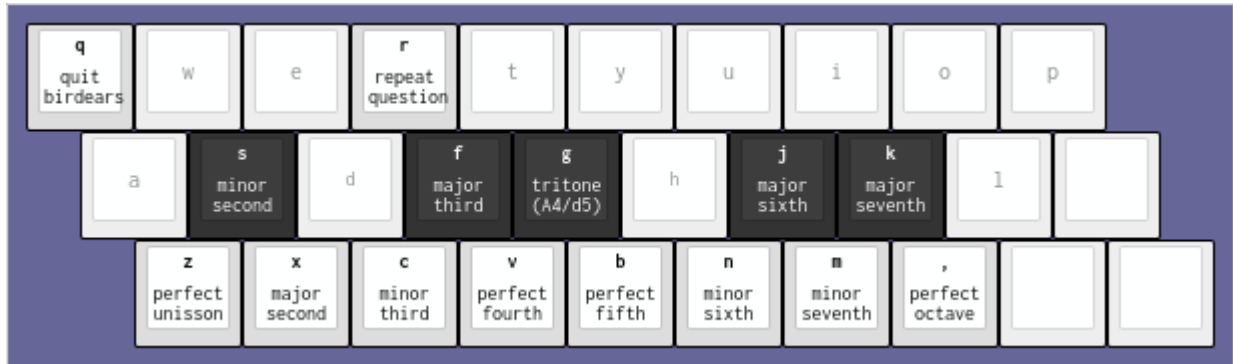 q w e r t y u i o p
quit birdears
repeat question
a s d f g h j k l
minor second
major third
tritone (A4/d5)
major sixth
major seventh
z x c v b n m ,
perfect unisson
major second
minor third
perfect fourth
perfect fifth
minor sixth
minor seventh
perfect octave